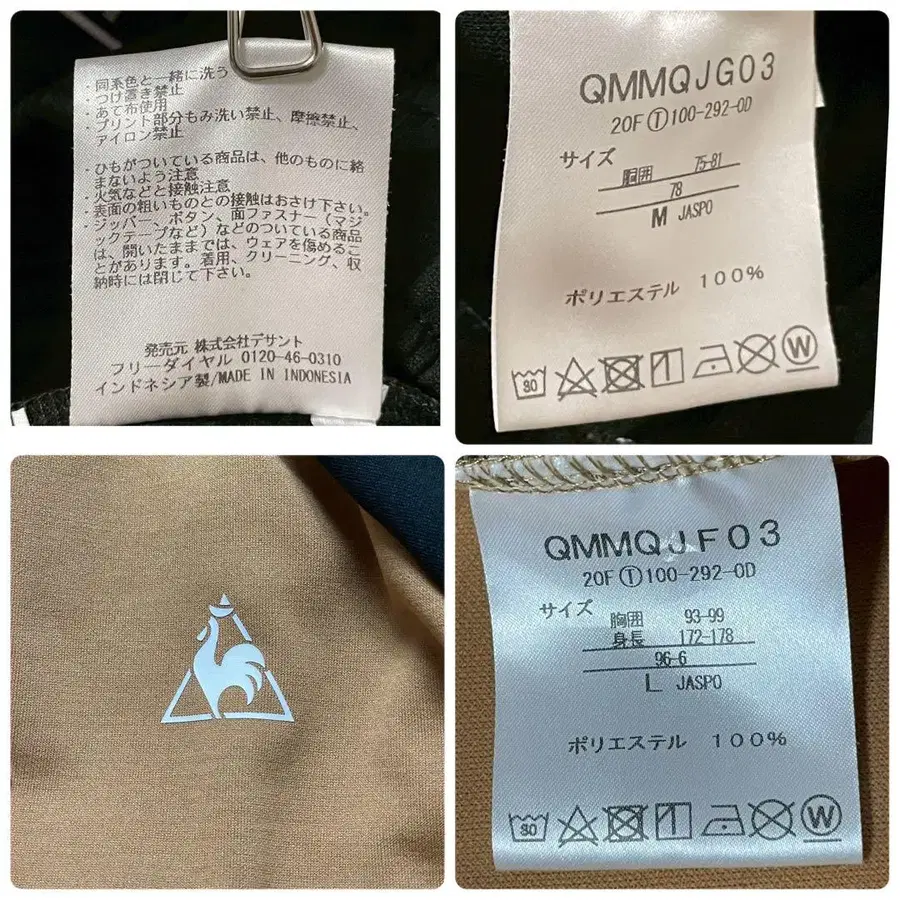 ・同系色と一緒に洗う
・つけ置き禁止
・あて布使用
・プリント部分もみ洗い禁止、摩擦禁止、
アイロン禁止
・ひもがついている商品は、他のものに絡
まないよう注意
・火気などと接触注意
・表面の粗いものとの接触はおさけ下さい。
・ジッパー、ボタン、面ファスナー（マジ
ックテープなど）などのついている商品
は、開いたままでは、ウェアを傷めるこ
とがあります。着用、クリーニング、収
納時には閉じて下さい。
発売元 株式会社デサント
フリーダイヤル 0120-46-0310
インドネシア製/MADE IN INDONESIA
QMMQJG03
20F Ⓣ100-292-0D
サイズ
胴囲 75-81
78
M JASPO
ポリエステル 100%
30 W
QMMQJF03
20F Ⓣ100-292-0D
サイズ
胸囲 93-99
身長 172-178
96-6
L JASPO
ポリエステル 100%
30 W